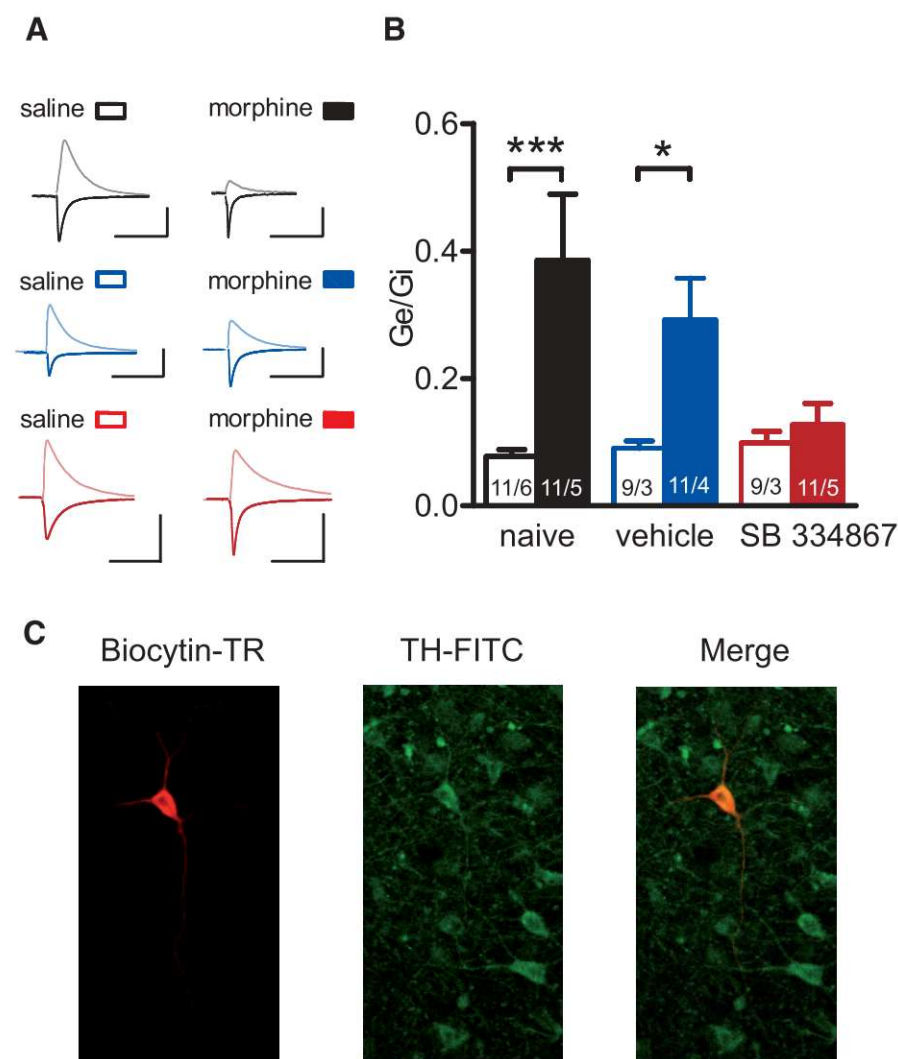 A
saline morphine
saline morphine
saline morphine
B
Ge/Gi
0.6
0.4
0.2
0.0
*** *
11/6 11/5 9/3 11/4 9/3 11/5
naive vehicle SB 334867
C
Biocytin-TR TH-FITC Merge